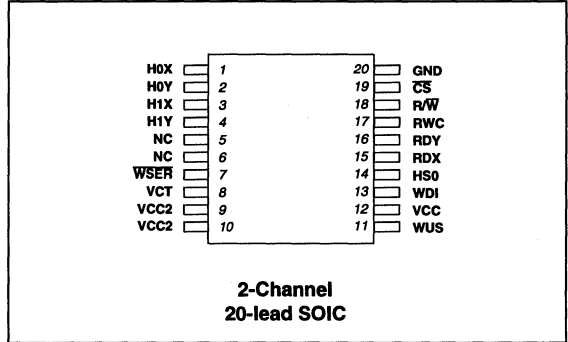 H0X 1 20 GND
H0Y 2 19 C̅S̅
H1X 3 18 R/W̅
H1Y 4 17 RWC
NC 5 16 RDY
NC 6 15 RDX
W̅S̅E̅R̅ 7 14 HS0
VCT 8 13 WDI
VCC2 9 12 VCC
VCC2 10 11 WUS
2-Channel
20-lead SOIC